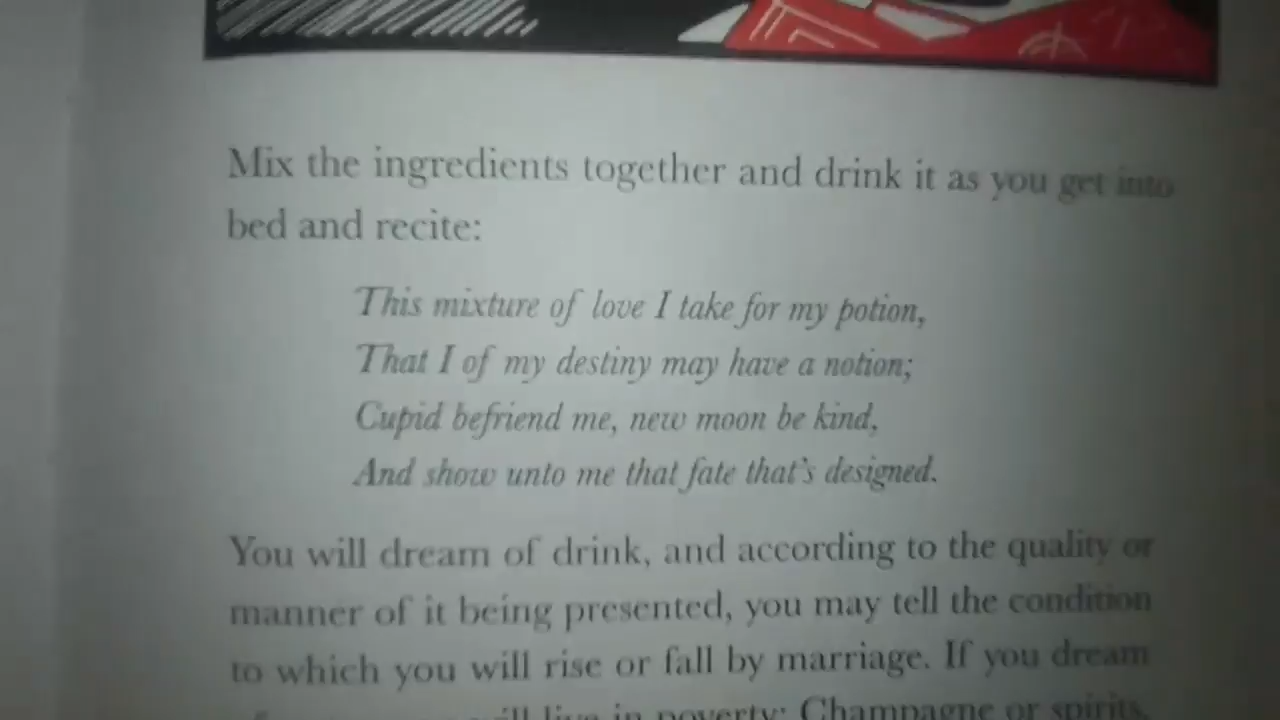 Mix the ingredients together and drink it as you get into
bed and recite:
This mixture of love I take for my potion,
That I of my destiny may have a notion;
Cupid befriend me, new moon be kind,
And show unto me that fate that's designed.
You will dream of drink, and according to the quality or
manner of it being presented, you may tell the condition
to which you will rise or fall by marriage. If you dream
will live in poverty; Champagne or spirits,